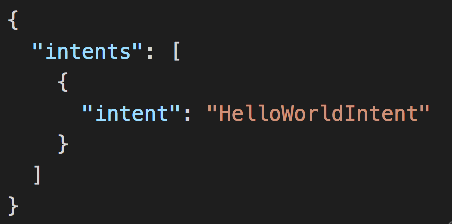 {
  "intents": [
    {
      "intent": "HelloWorldIntent"
    }
  ]
}